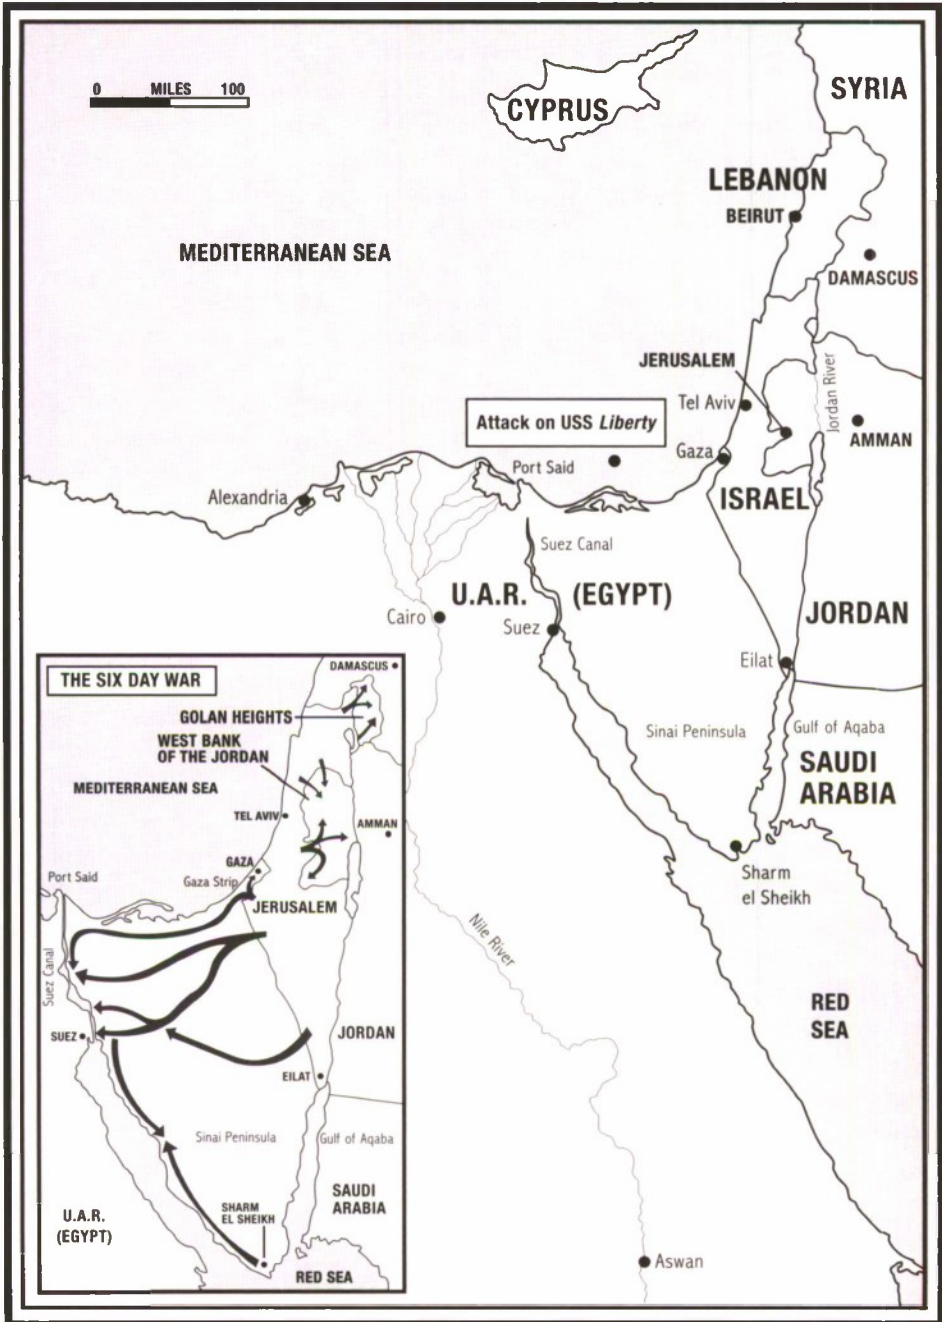 0 MILES 100
CYPRUS
SYRIA
LEBANON
BEIRUT
MEDITERRANEAN SEA
DAMASCUS
JERUSALEM
Jordan River
Tel Aviv
Attack on USS Liberty
AMMAN
Gaza
Port Said
Alexandria
ISRAEL
Suez Canal
U.A.R. (EGYPT)
Cairo
Suez
JORDAN
Eilat
Sinai Peninsula
Gulf of Aqaba
SAUDI
ARABIA
Sharm
el Sheikh
Nile River
RED
SEA
Aswan
THE SIX DAY WAR
DAMASCUS
GOLAN HEIGHTS
WEST BANK
OF THE JORDAN
MEDITERRANEAN SEA
TEL AVIV
AMMAN
GAZA
Port Said
Gaza Strip
JERUSALEM
Suez Canal
SUEZ
JORDAN
EILAT
Sinai Peninsula
Gulf of Aqaba
SHARM
EL SHEIKH
SAUDI
ARABIA
U.A.R.
(EGYPT)
RED SEA